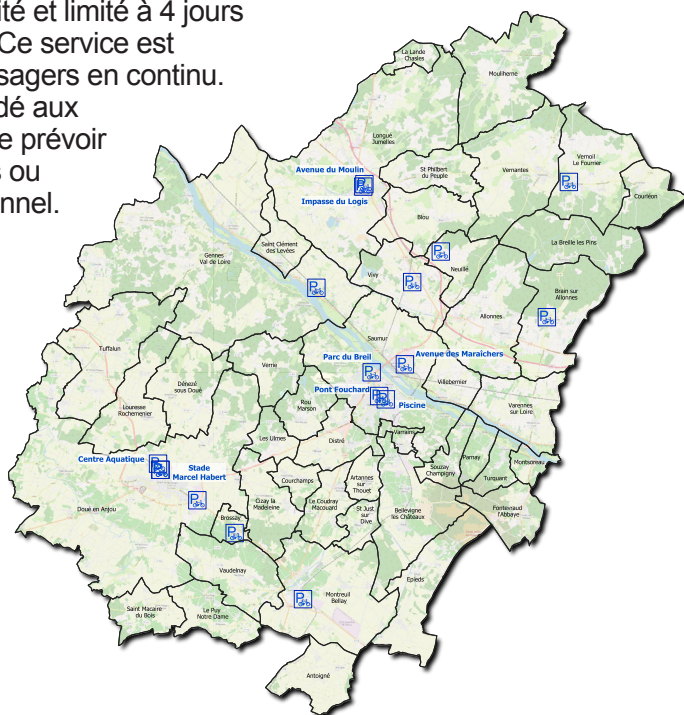 ité et limité à 4 jours
Ce service est
sagers en continu.
dé aux
e prévoir
s ou
nnel.
La Lande
Chasles
Mouliherne
Longué
Jumelles
Avenue du Moulin
Impasse du Logis
St Philbert
du Peuple
Vernantes
Vernoil
Le Fourrier
Courléon
Blou
La Breille les Pins
Gennes
Val de Loire
Saint Clément
des Levées
Vivy
Neuillé
Brain sur
Allonnes
Allonnes
Tuffalun
Verrie
Saumur
Parc du Breil
Avenue des Maraîchers
Dénezé
sous Doué
Louresse
Rochemenier
Rou
Marson
Pont Fouchard
Piscine
Villebernier
Varennes
sur Loire
Les Ulmes
Distré
Varrains
Souzay
Champigny
Parnay
Montsoreau
Turquant
Centre Aquatique
Stade
Marcel Habert
Courchamps
Artannes
sur
Thouet
Doué en Anjou
Brossay
Cizay la
Madeleine
Le Coudray
Macouard
St Just
sur
Dive
Bellevigne
les Châteaux
Fontevraud
l'Abbaye
Vaudelnay
Epieds
Saint Macaire
du Bois
Le Puy
Notre Dame
Montreuil
Bellay
Antoigné